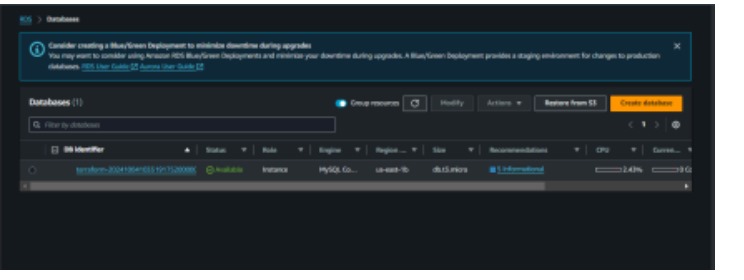 RDS > Databases
Consider creating a Blue/Green Deployment to minimize downtime during upgrades
You may want to consider using Amazon RDS Blue/Green Deployments and minimize your downtime during upgrades. A Blue/Green Deployment provides a staging environment for changes to production
databases. RDS User Guide Aurora User Guide
Databases (1)
Group resources
Modify
Actions
Restore from S3
Create database
Filter by databases
1
DB identifier Status Role Engine Region ... Size Recommendations CPU Curren...
Available Instance MySQL Co... us-east-1b db.t3.micro 5 Informational 2.43%